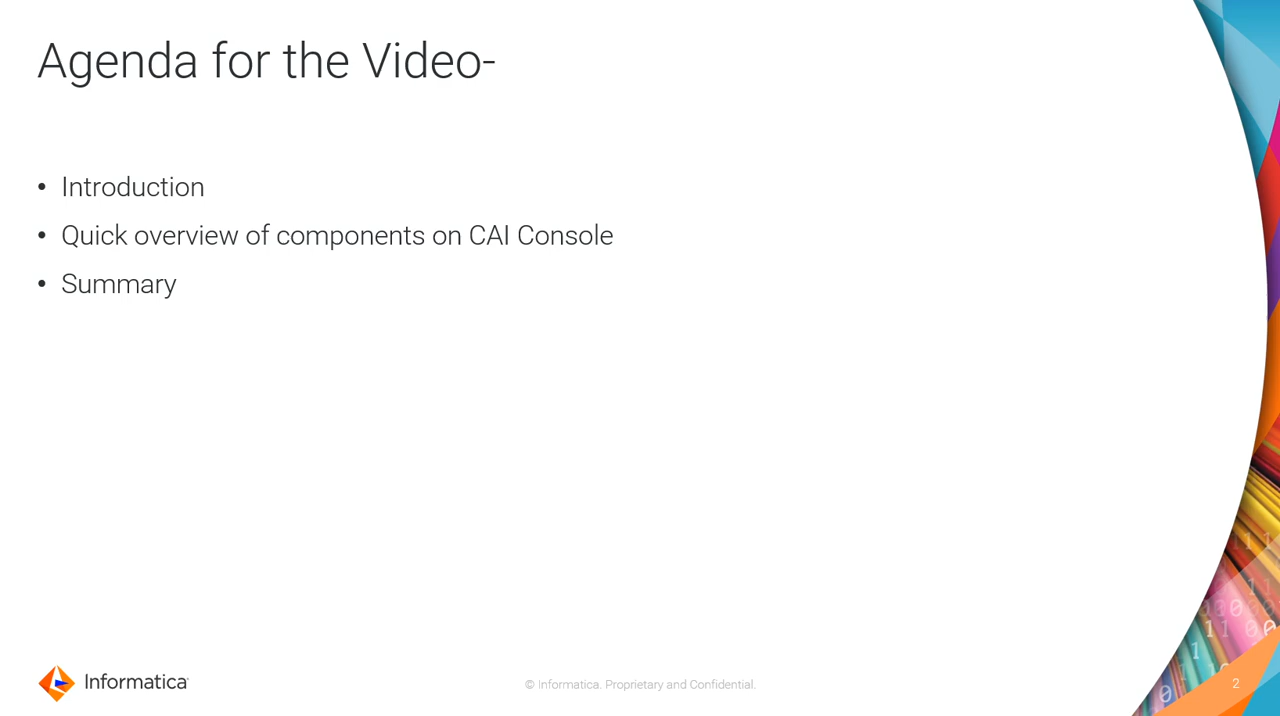 Agenda for the Video-
• Introduction
• Quick overview of components on CAI Console
• Summary
Informatica
© Informatica. Proprietary and Confidential.
2